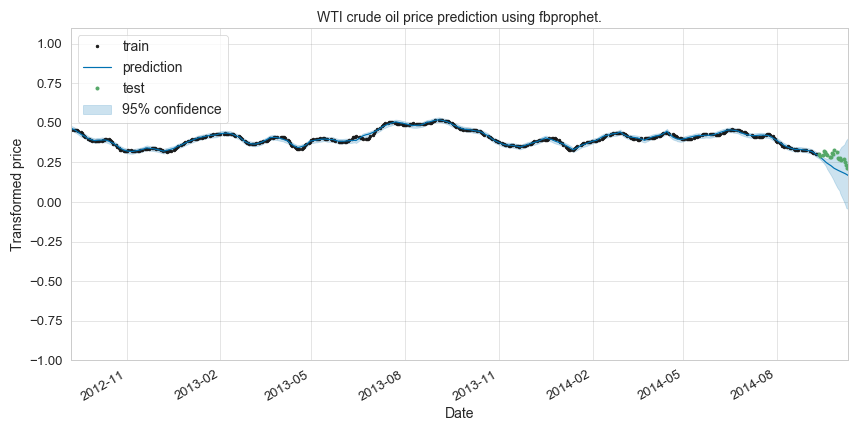 WTI crude oil price prediction using fbprophet.
train
prediction
test
95% confidence
1.00
0.75
0.50
0.25
0.00
−0.25
−0.50
−0.75
−1.00
Transformed price
2012-11
2013-02
2013-05
2013-08
2013-11
2014-02
2014-05
2014-08
Date